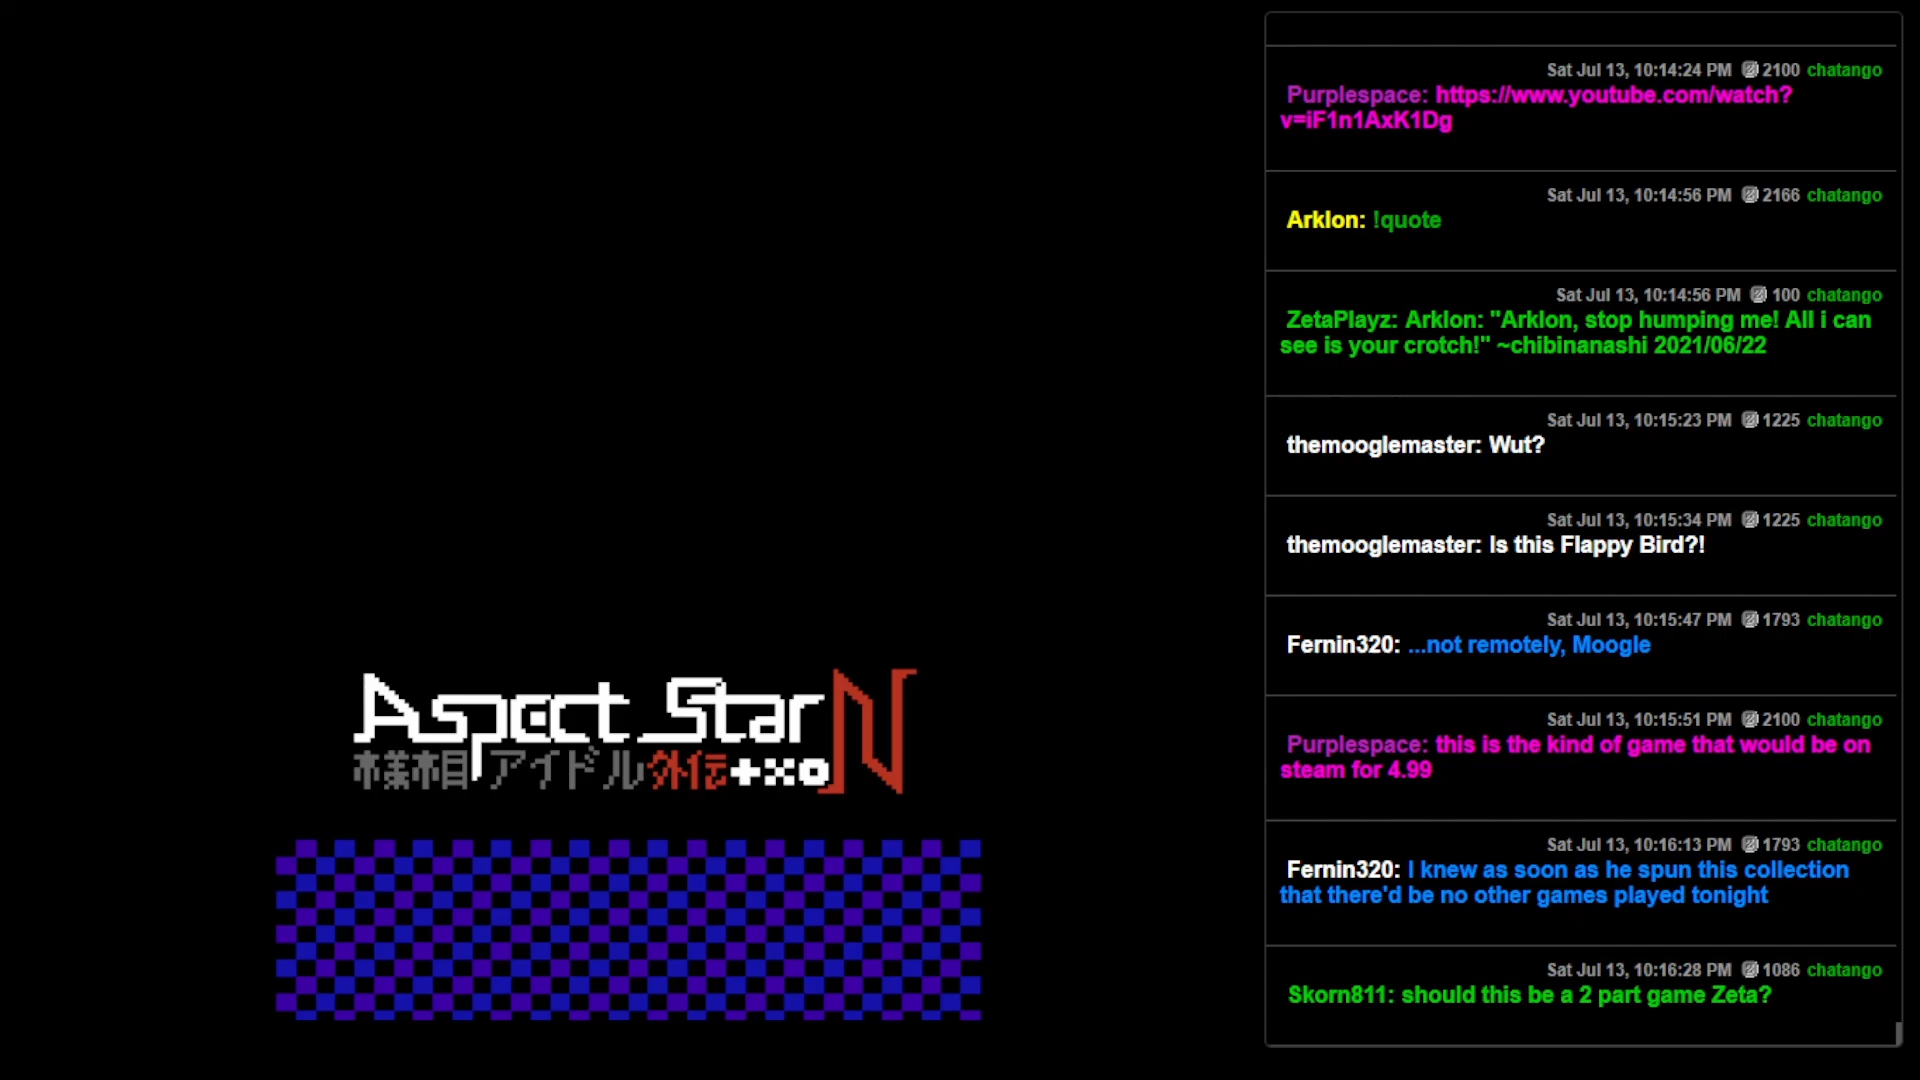 Sat Jul 13, 10:14:24 PM 2100 chatango
Purplespace: https://www.youtube.com/watch?
v=iF1n1AxK1Dg
Sat Jul 13, 10:14:56 PM 2166 chatango
Arklon: !quote
Sat Jul 13, 10:14:56 PM 100 chatango
ZetaPlayz: Arklon: "Arklon, stop humping me! All i can
see is your crotch!" ~chibinanashi 2021/06/22
Sat Jul 13, 10:15:23 PM 1225 chatango
themooglemaster: Wut?
Sat Jul 13, 10:15:34 PM 1225 chatango
themooglemaster: Is this Flappy Bird?!
Sat Jul 13, 10:15:47 PM 1793 chatango
Fernin320: ...not remotely, Moogle
Sat Jul 13, 10:15:51 PM 2100 chatango
Purplespace: this is the kind of game that would be on
steam for 4.99
Sat Jul 13, 10:16:13 PM 1793 chatango
Fernin320: I knew as soon as he spun this collection
that there'd be no other games played tonight
Sat Jul 13, 10:16:28 PM 1086 chatango
Skorn811: should this be a 2 part game Zeta?
Aspect Star N
アイドル外伝